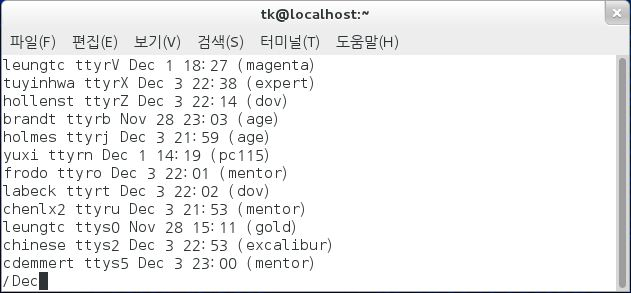 tk@localhost:~
파일(F) 편집(E) 보기(V) 검색(S) 터미널(T) 도움말(H)
leungtc ttyrV Dec 1 18:27 (magenta)
tuyinhwa ttyrX Dec 3 22:38 (expert)
hollenst ttyrZ Dec 3 22:14 (dov)
brandt ttyrb Nov 28 23:03 (age)
holmes ttyrj Dec 3 21:59 (age)
yuxi ttyrn Dec 1 14:19 (pc115)
frodo ttyro Dec 3 22:01 (mentor)
labeck ttyrt Dec 3 22:02 (dov)
chenlx2 ttyru Dec 3 21:53 (mentor)
leungtc ttys0 Nov 28 15:11 (gold)
chinese ttys2 Dec 3 22:53 (excalibur)
cdemmert ttys5 Dec 3 23:00 (mentor)
/Dec